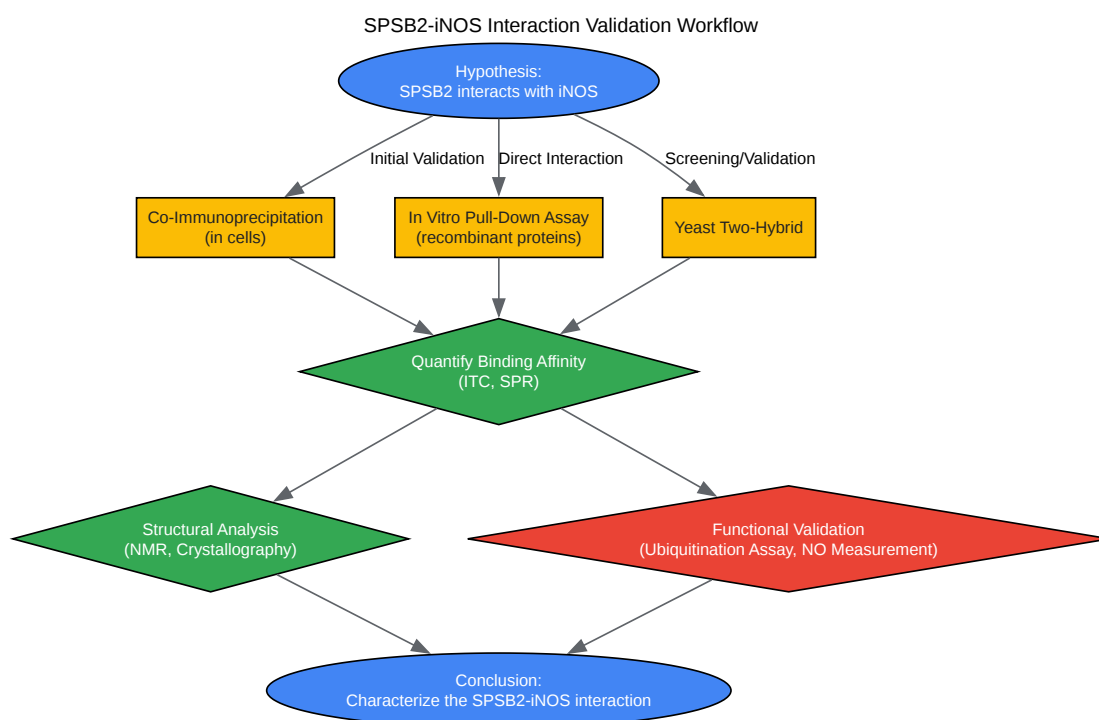 SPSB2-iNOS Interaction Validation Workflow
Hypothesis:
SPSB2 interacts with iNOS
Initial Validation
Direct Interaction
Screening/Validation
Co-Immunoprecipitation
(in cells)
In Vitro Pull-Down Assay
(recombinant proteins)
Yeast Two-Hybrid
Quantify Binding Affinity
(ITC, SPR)
Structural Analysis
(NMR, Crystallography)
Functional Validation
(Ubiquitination Assay, NO Measurement)
Conclusion:
Characterize the SPSB2-iNOS interaction